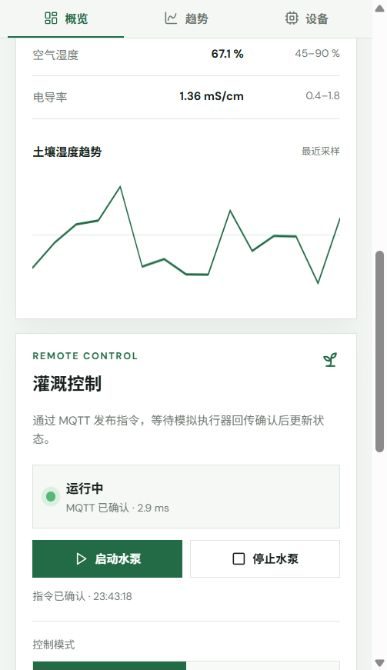 概览 趋势 设备
空气湿度 67.1 % 45–90 %
电导率 1.36 mS/cm 0.4–1.8
土壤湿度趋势 最近采样
REMOTE CONTROL
灌溉控制
通过 MQTT 发布指令，等待模拟执行器回传确认后更新状
态。
运行中
MQTT 已确认 · 2.9 ms
启动水泵 停止水泵
指令已确认 · 23:43:18
控制模式